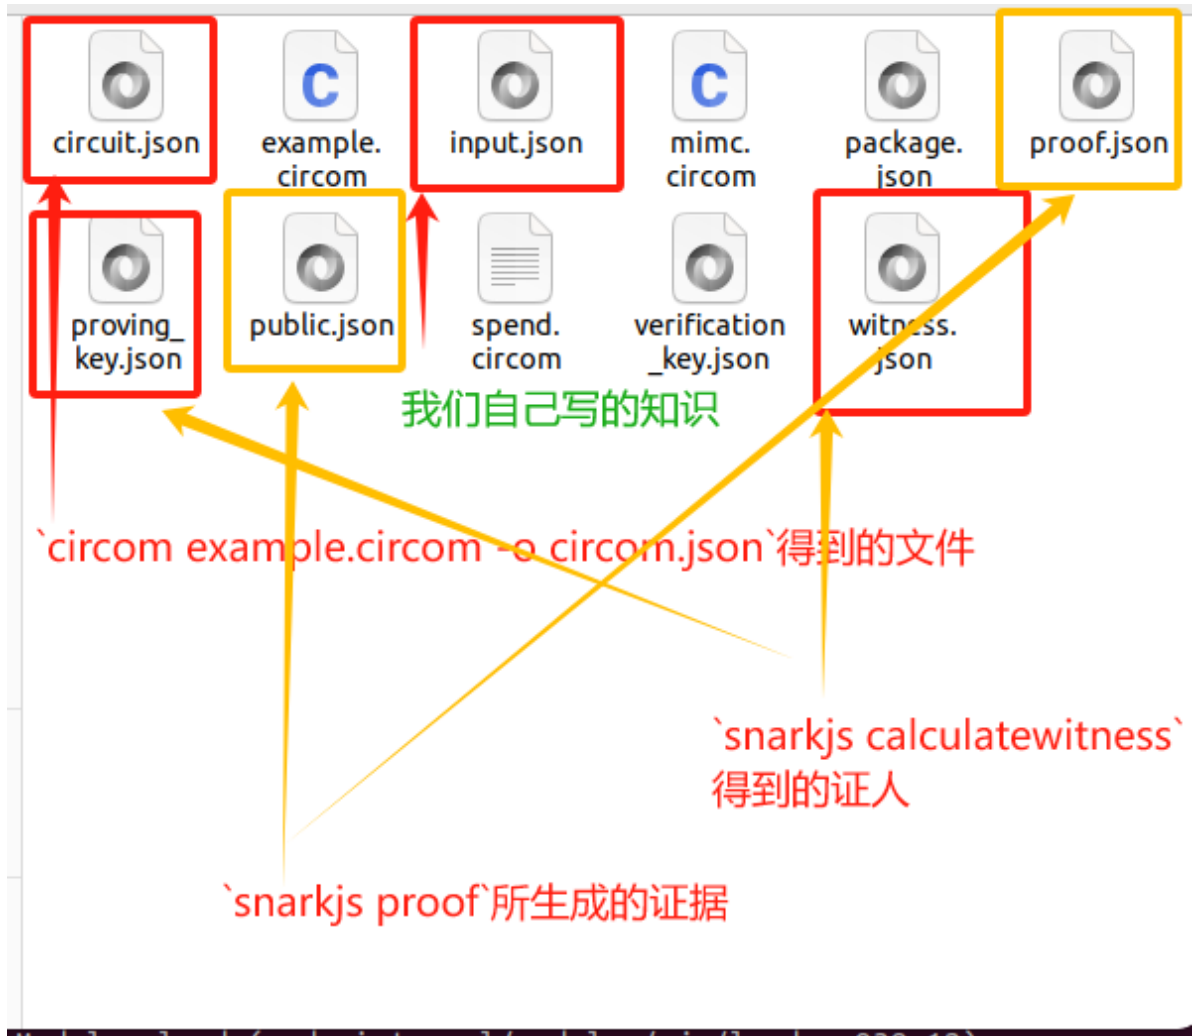 circuit.json
example.
circom
input.json
mimc.
circom
package.
json
proof.json
proving_
key.json
public.json
spend.
circom
verification
_key.json
witness.
json
我们自己写的知识
`circom example.circom -o circom.json`得到的文件
`snarkjs calculatewitness`
得到的证人
`snarkjs proof`所生成的证据